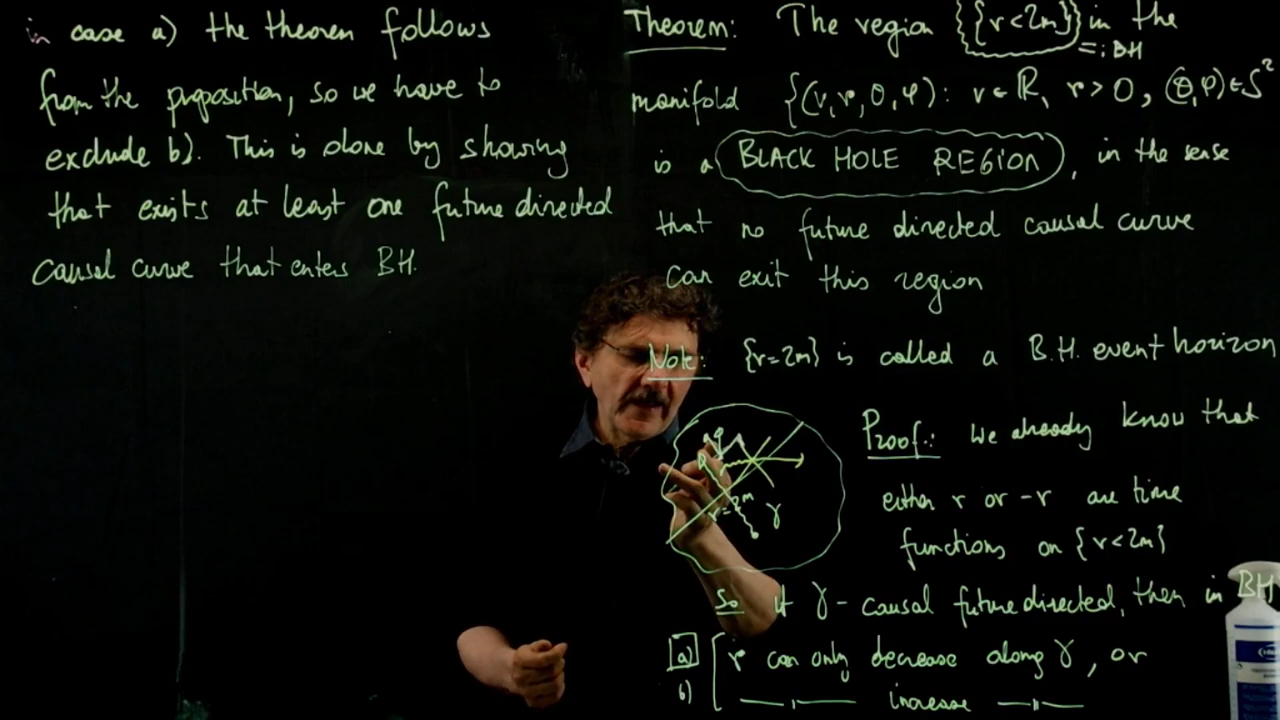 in case a) the theorem follows
from the proposition, so we have to
exclude b). This is done by showing
that exists at least one future directed
causal curve that enters BH.
Theorem: The region {r<2m} in the
=:BH
manifold {(v,r,θ,φ): v∈ℝ, r>0, (θ,φ)∈S²
is a BLACK HOLE REGION, in the sense
that no future directed causal curve
can exit this region
Note: {r=2m} is called a B.H. event horizon
r=2m
γ
Proof: We already know that
either r or -r are time
functions on {r<2m}
So if γ - causal future directed, then in BH
a) r can only decrease along γ, or
b) —"— increase —"—